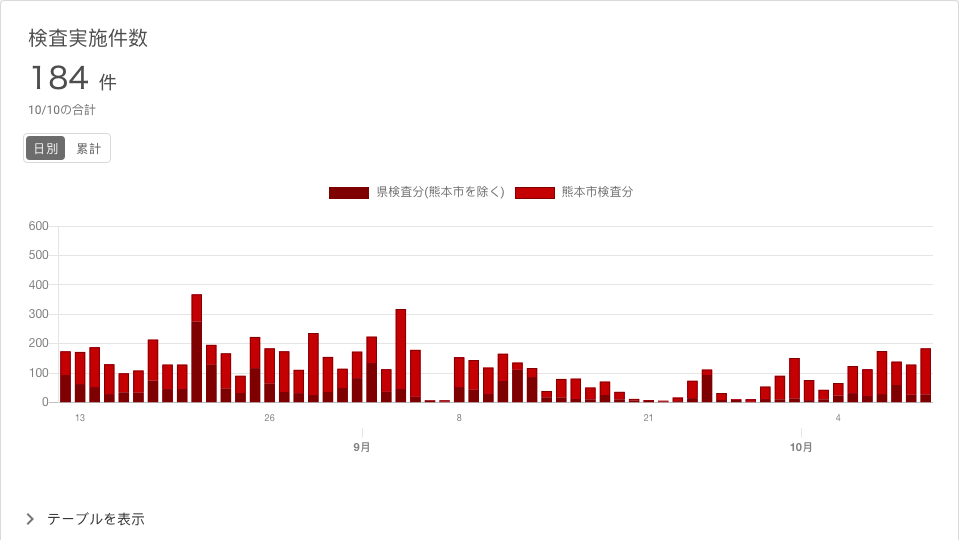 検査実施件数
184 件
10/10の合計
日別 累計
県検査分(熊本市を除く) 熊本市検査分
600
500
400
300
200
100
0
13 26 8 21 4
9月 10月
テーブルを表示